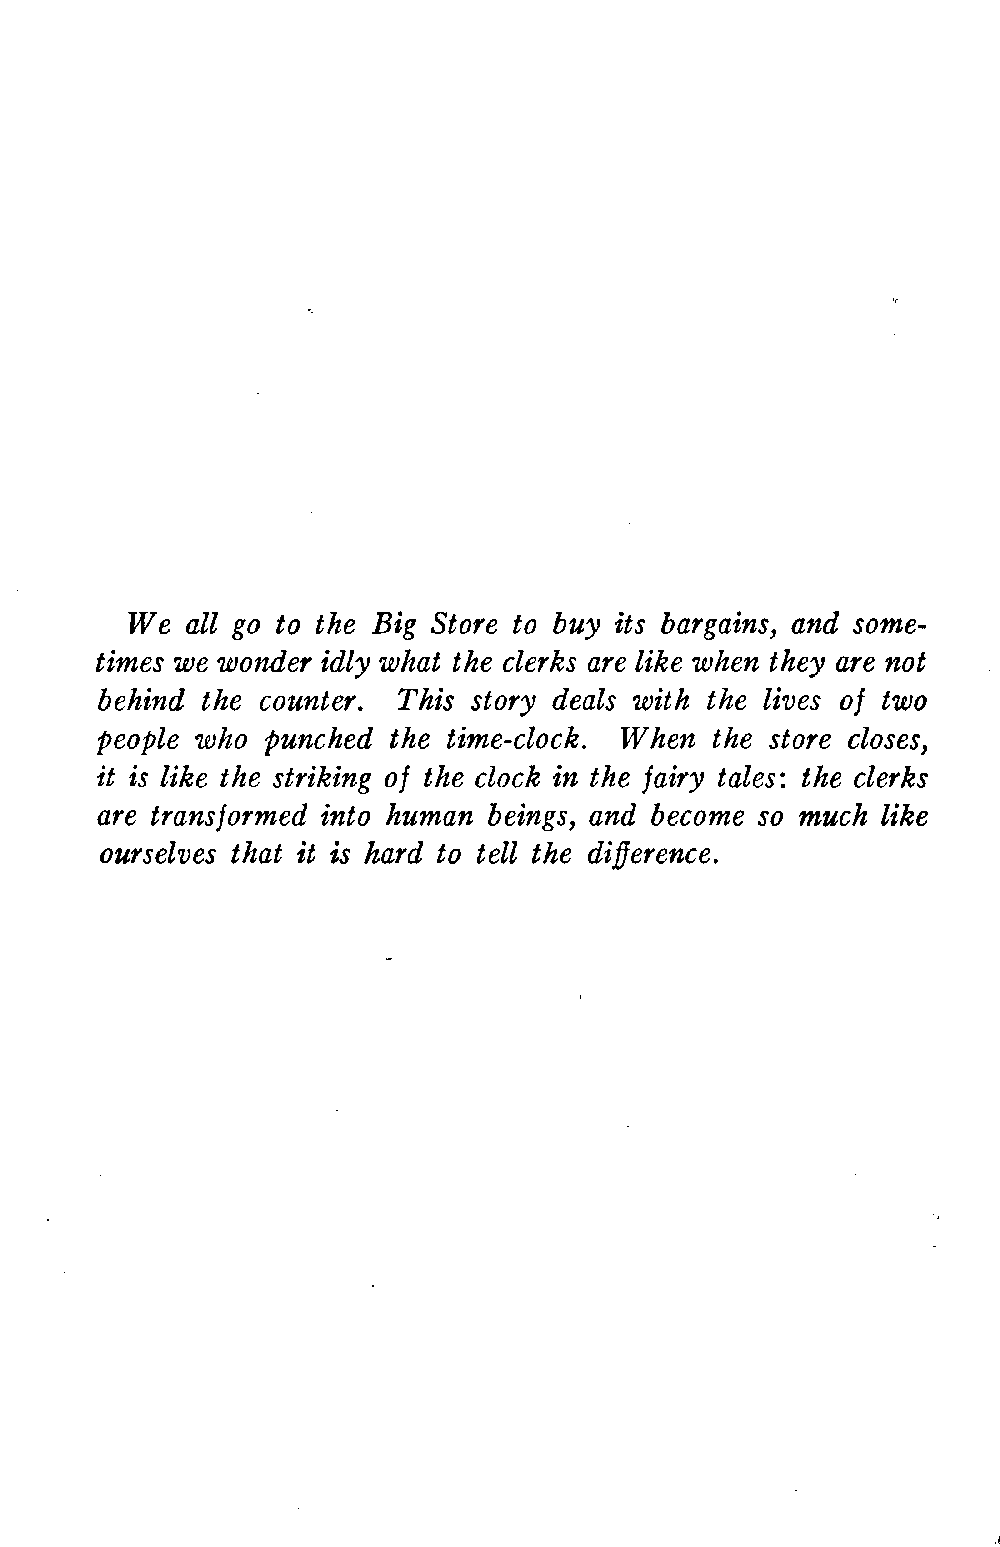 We all go to the Big Store to buy its bargains, and some-
times we wonder idly what the clerks are like when they are not
behind the counter. This story deals with the lives of two
people who punched the time-clock. When the store closes,
it is like the striking of the clock in the fairy tales: the clerks
are transformed into human beings, and become so much like
ourselves that it is hard to tell the difference.